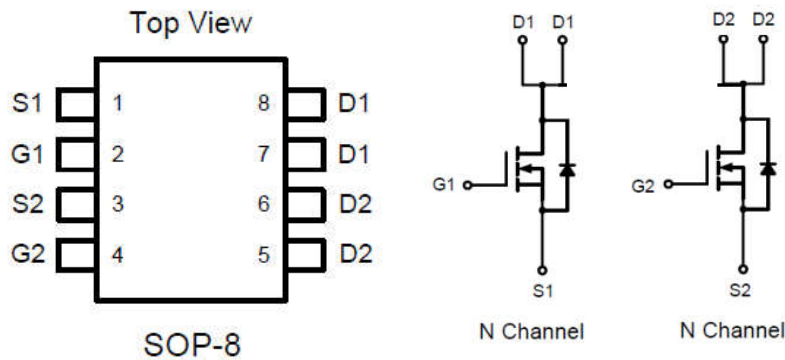 Top View
S1 1 8 D1
G1 2 7 D1
S2 3 6 D2
G2 4 5 D2
SOP-8
D1 D1
G1
S1
N Channel
D2 D2
G2
S2
N Channel